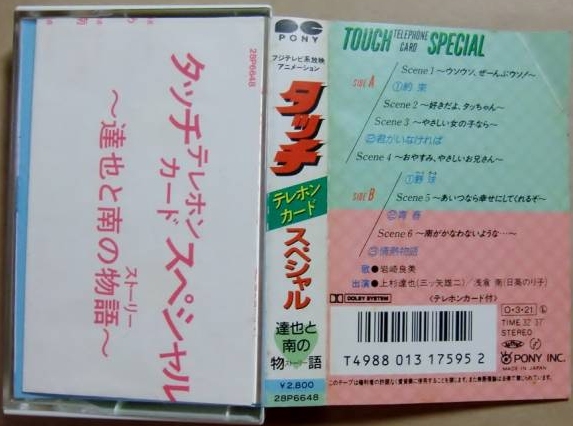 28P6648
タッチテレホンカードスペシャル
～達也と南の物語～
ストーリー
PONY
フジテレビ系放映
アニメーション
タッチ
テレホン
カード
スペシャル
達也と
南の
物語
ストーリー
¥2,800
28P6648
TOUCH TELEPHONE CARD SPECIAL
SIDE A
Scene 1～ウソウソ、ぜーんぶウソ!～
①約束
Scene 2～好きだよ、タッちゃん～
Scene 3～やさしい女の子なら～
②君がいなければ
Scene 4～おやすみ、やさしいお兄さん～
SIDE B
①野球
Scene 5～あいつなら幸せにしてくれるぞ～
②青春
Scene 6～南がかなわないような…～
③情熱物語
歌●岩崎良美
出演●上杉達也(三ツ矢雄二)/浅倉 南(日髙のり子)
〈テレホンカード付〉
DOLBY SYSTEM
O-3・21 L
TIME 32'37"
STEREO
PONY INC.
MADE IN JAPAN
T4988 013 17595 2